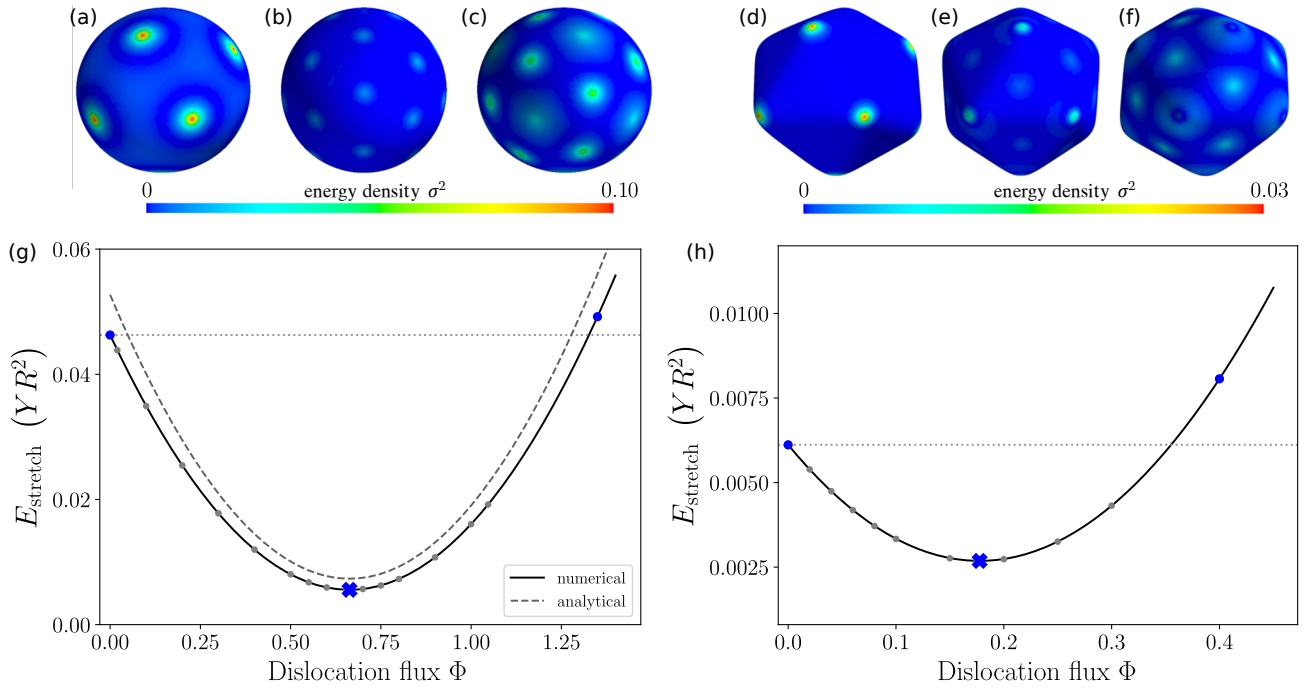 (a) (b) (c) (d) (e) (f)
0 energy density σ² 0.10
0 energy density σ² 0.03
(g)
0.06
0.04
0.02
0.00
E_stretch (Y R²)
numerical
analytical
0.00 0.25 0.50 0.75 1.00 1.25
Dislocation flux Φ
(h)
0.0100
0.0075
0.0050
0.0025
E_stretch (Y R²)
0.0 0.1 0.2 0.3 0.4
Dislocation flux Φ